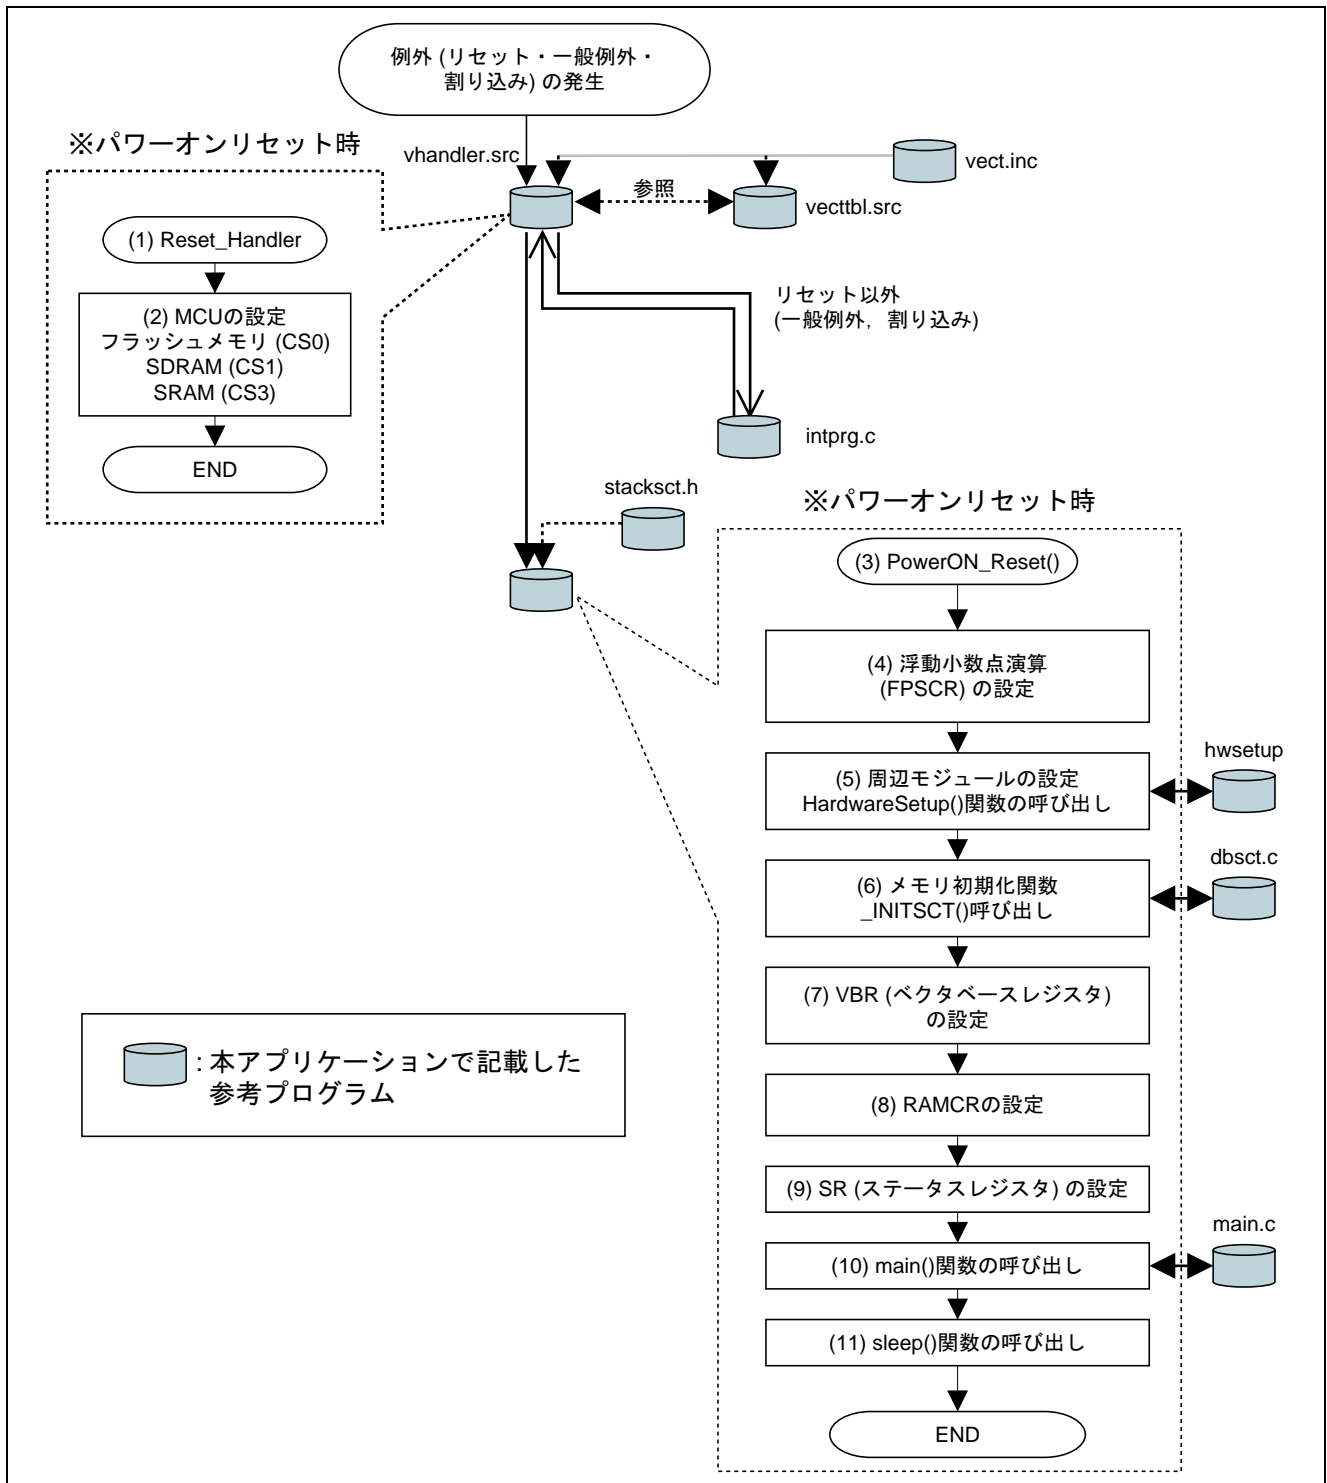 例外 (リセット・一般例外・
割り込み) の発生
※パワーオンリセット時
vhandler.src
vect.inc
参照
vecttbl.src
(1) Reset_Handler
(2) MCUの設定
フラッシュメモリ (CS0)
SDRAM (CS1)
SRAM (CS3)
END
リセット以外
(一般例外, 割り込み)
intprg.c
stacksct.h
※パワーオンリセット時
(3) PowerON_Reset()
(4) 浮動小数点演算
(FPSCR) の設定
(5) 周辺モジュールの設定
HardwareSetup()関数の呼び出し
hwsetup
(6) メモリ初期化関数
_INITSCT()呼び出し
dbsct.c
(7) VBR (ベクタベースレジスタ)
の設定
(8) RAMCRの設定
(9) SR (ステータスレジスタ) の設定
(10) main()関数の呼び出し
main.c
(11) sleep()関数の呼び出し
END
: 本アプリケーションで記載した
参考プログラム